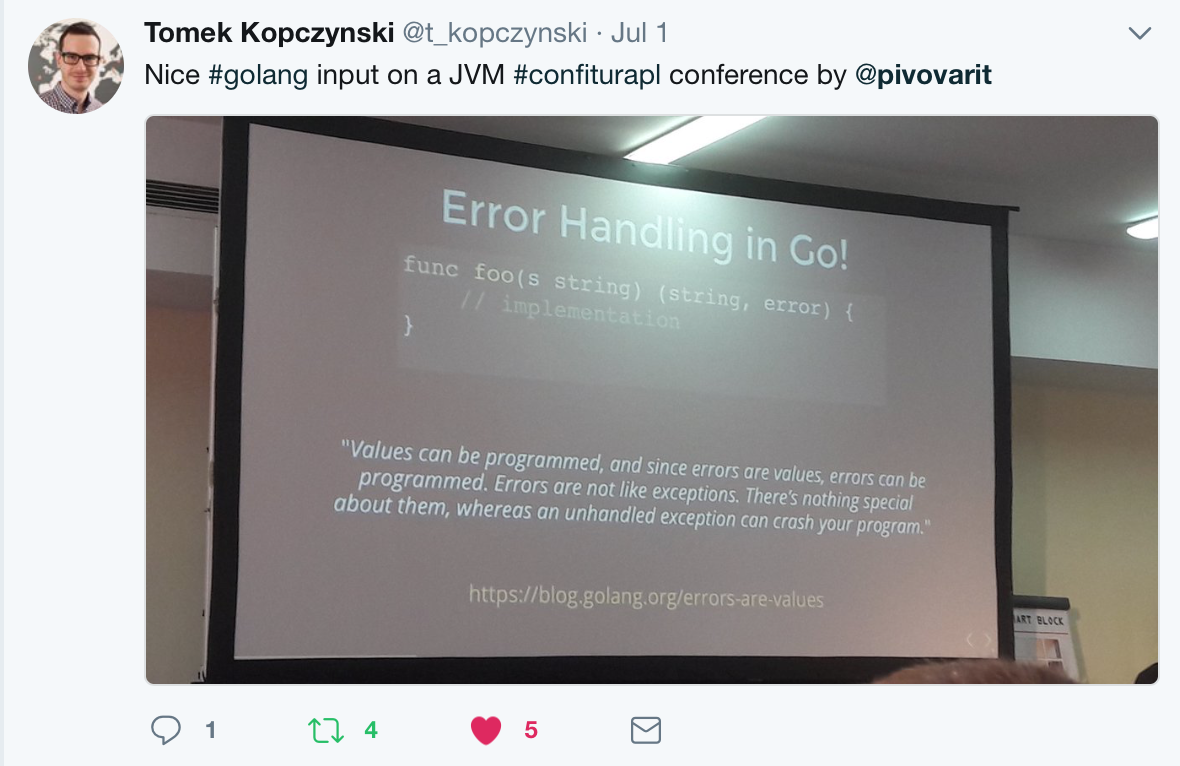 Tomek Kopczynski @t_kopczynski · Jul 1
Nice #golang input on a JVM #confiturapl conference by @pivovarit
Error Handling in Go!
func foo(s string) (string, error) {
// implementation
}
"Values can be programmed, and since errors are values, errors can be
programmed. Errors are not like exceptions. There's nothing special
about them, whereas an unhandled exception can crash your program."
https://blog.golang.org/errors-are-values
ART BLOCK
1
4
5